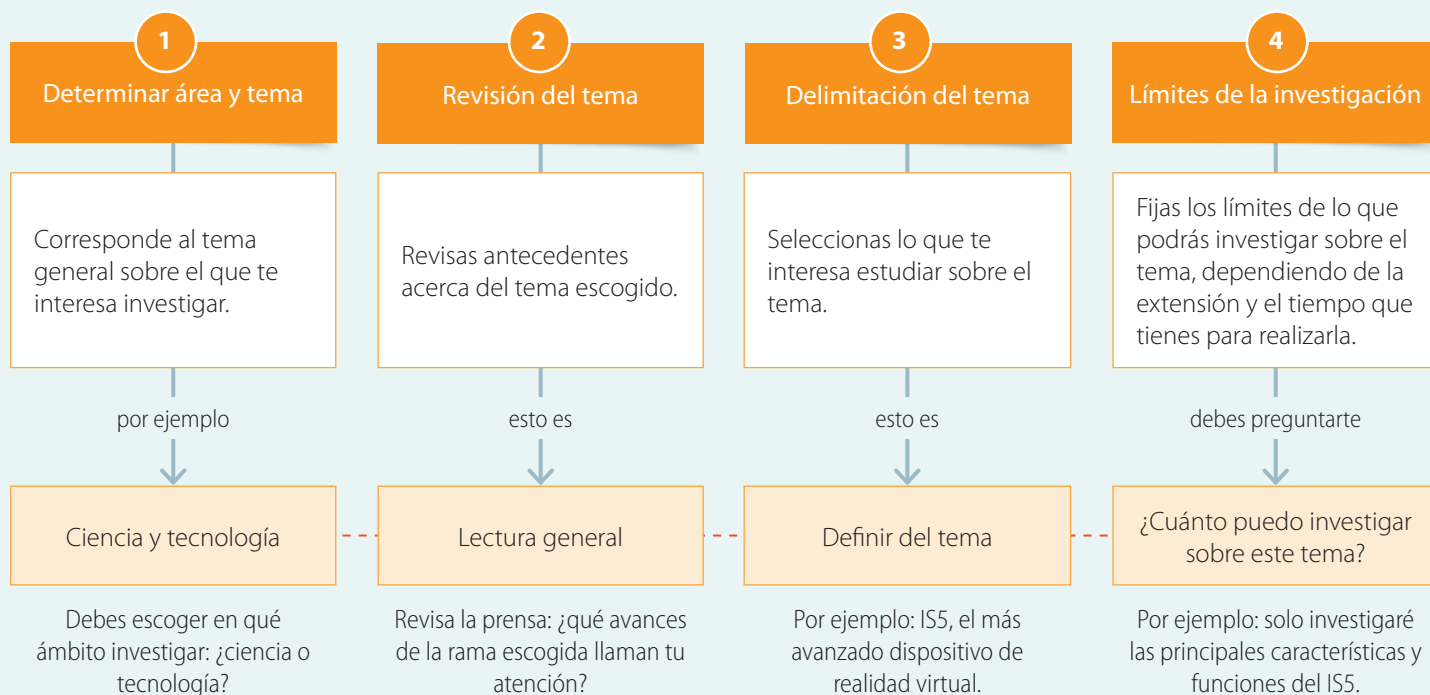 1
Determinar área y tema
Corresponde al tema
general sobre el que te
interesa investigar.
por ejemplo
Ciencia y tecnología
Debes escoger en qué
ámbito investigar: ¿ciencia o
tecnología?
2
Revisión del tema
Revisas antecedentes
acerca del tema escogido.
esto es
Lectura general
Revisa la prensa: ¿qué avances
de la rama escogida llaman tu
atención?
3
Delimitación del tema
Seleccionas lo que te
interesa estudiar sobre el
tema.
esto es
Definir del tema
Por ejemplo: IS5, el más
avanzado dispositivo de
realidad virtual.
4
Límites de la investigación
Fijas los límites de lo que
podrás investigar sobre el
tema, dependiendo de la
extensión y el tiempo que
tienes para realizarla.
debes preguntarte
¿Cuánto puedo investigar
sobre este tema?
Por ejemplo: solo investigaré
las principales características y
funciones del IS5.